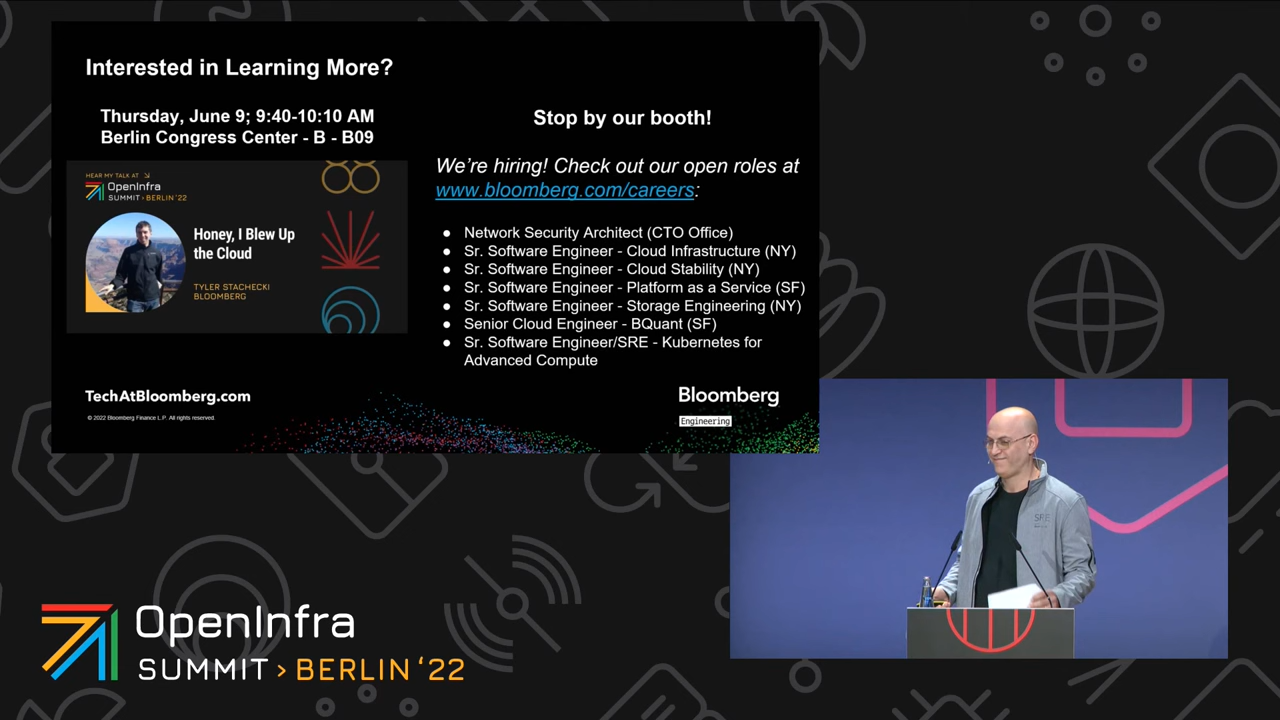 Interested in Learning More?
Thursday, June 9; 9:40-10:10 AM
Berlin Congress Center - B - B09
HEAR MY TALK AT
OpenInfra
SUMMIT > BERLIN '22
Honey, I Blew Up
the Cloud
TYLER STACHECKI
BLOOMBERG
Stop by our booth!
We're hiring! Check out our open roles at
www.bloomberg.com/careers:
● Network Security Architect (CTO Office)
● Sr. Software Engineer - Cloud Infrastructure (NY)
● Sr. Software Engineer - Cloud Stability (NY)
● Sr. Software Engineer - Platform as a Service (SF)
● Sr. Software Engineer - Storage Engineering (NY)
● Senior Cloud Engineer - BQuant (SF)
● Sr. Software Engineer/SRE - Kubernetes for
Advanced Compute
TechAtBloomberg.com
© 2022 Bloomberg Finance L.P. All rights reserved.
Bloomberg
Engineering
SRE
OpenInfra
SUMMIT > BERLIN '22